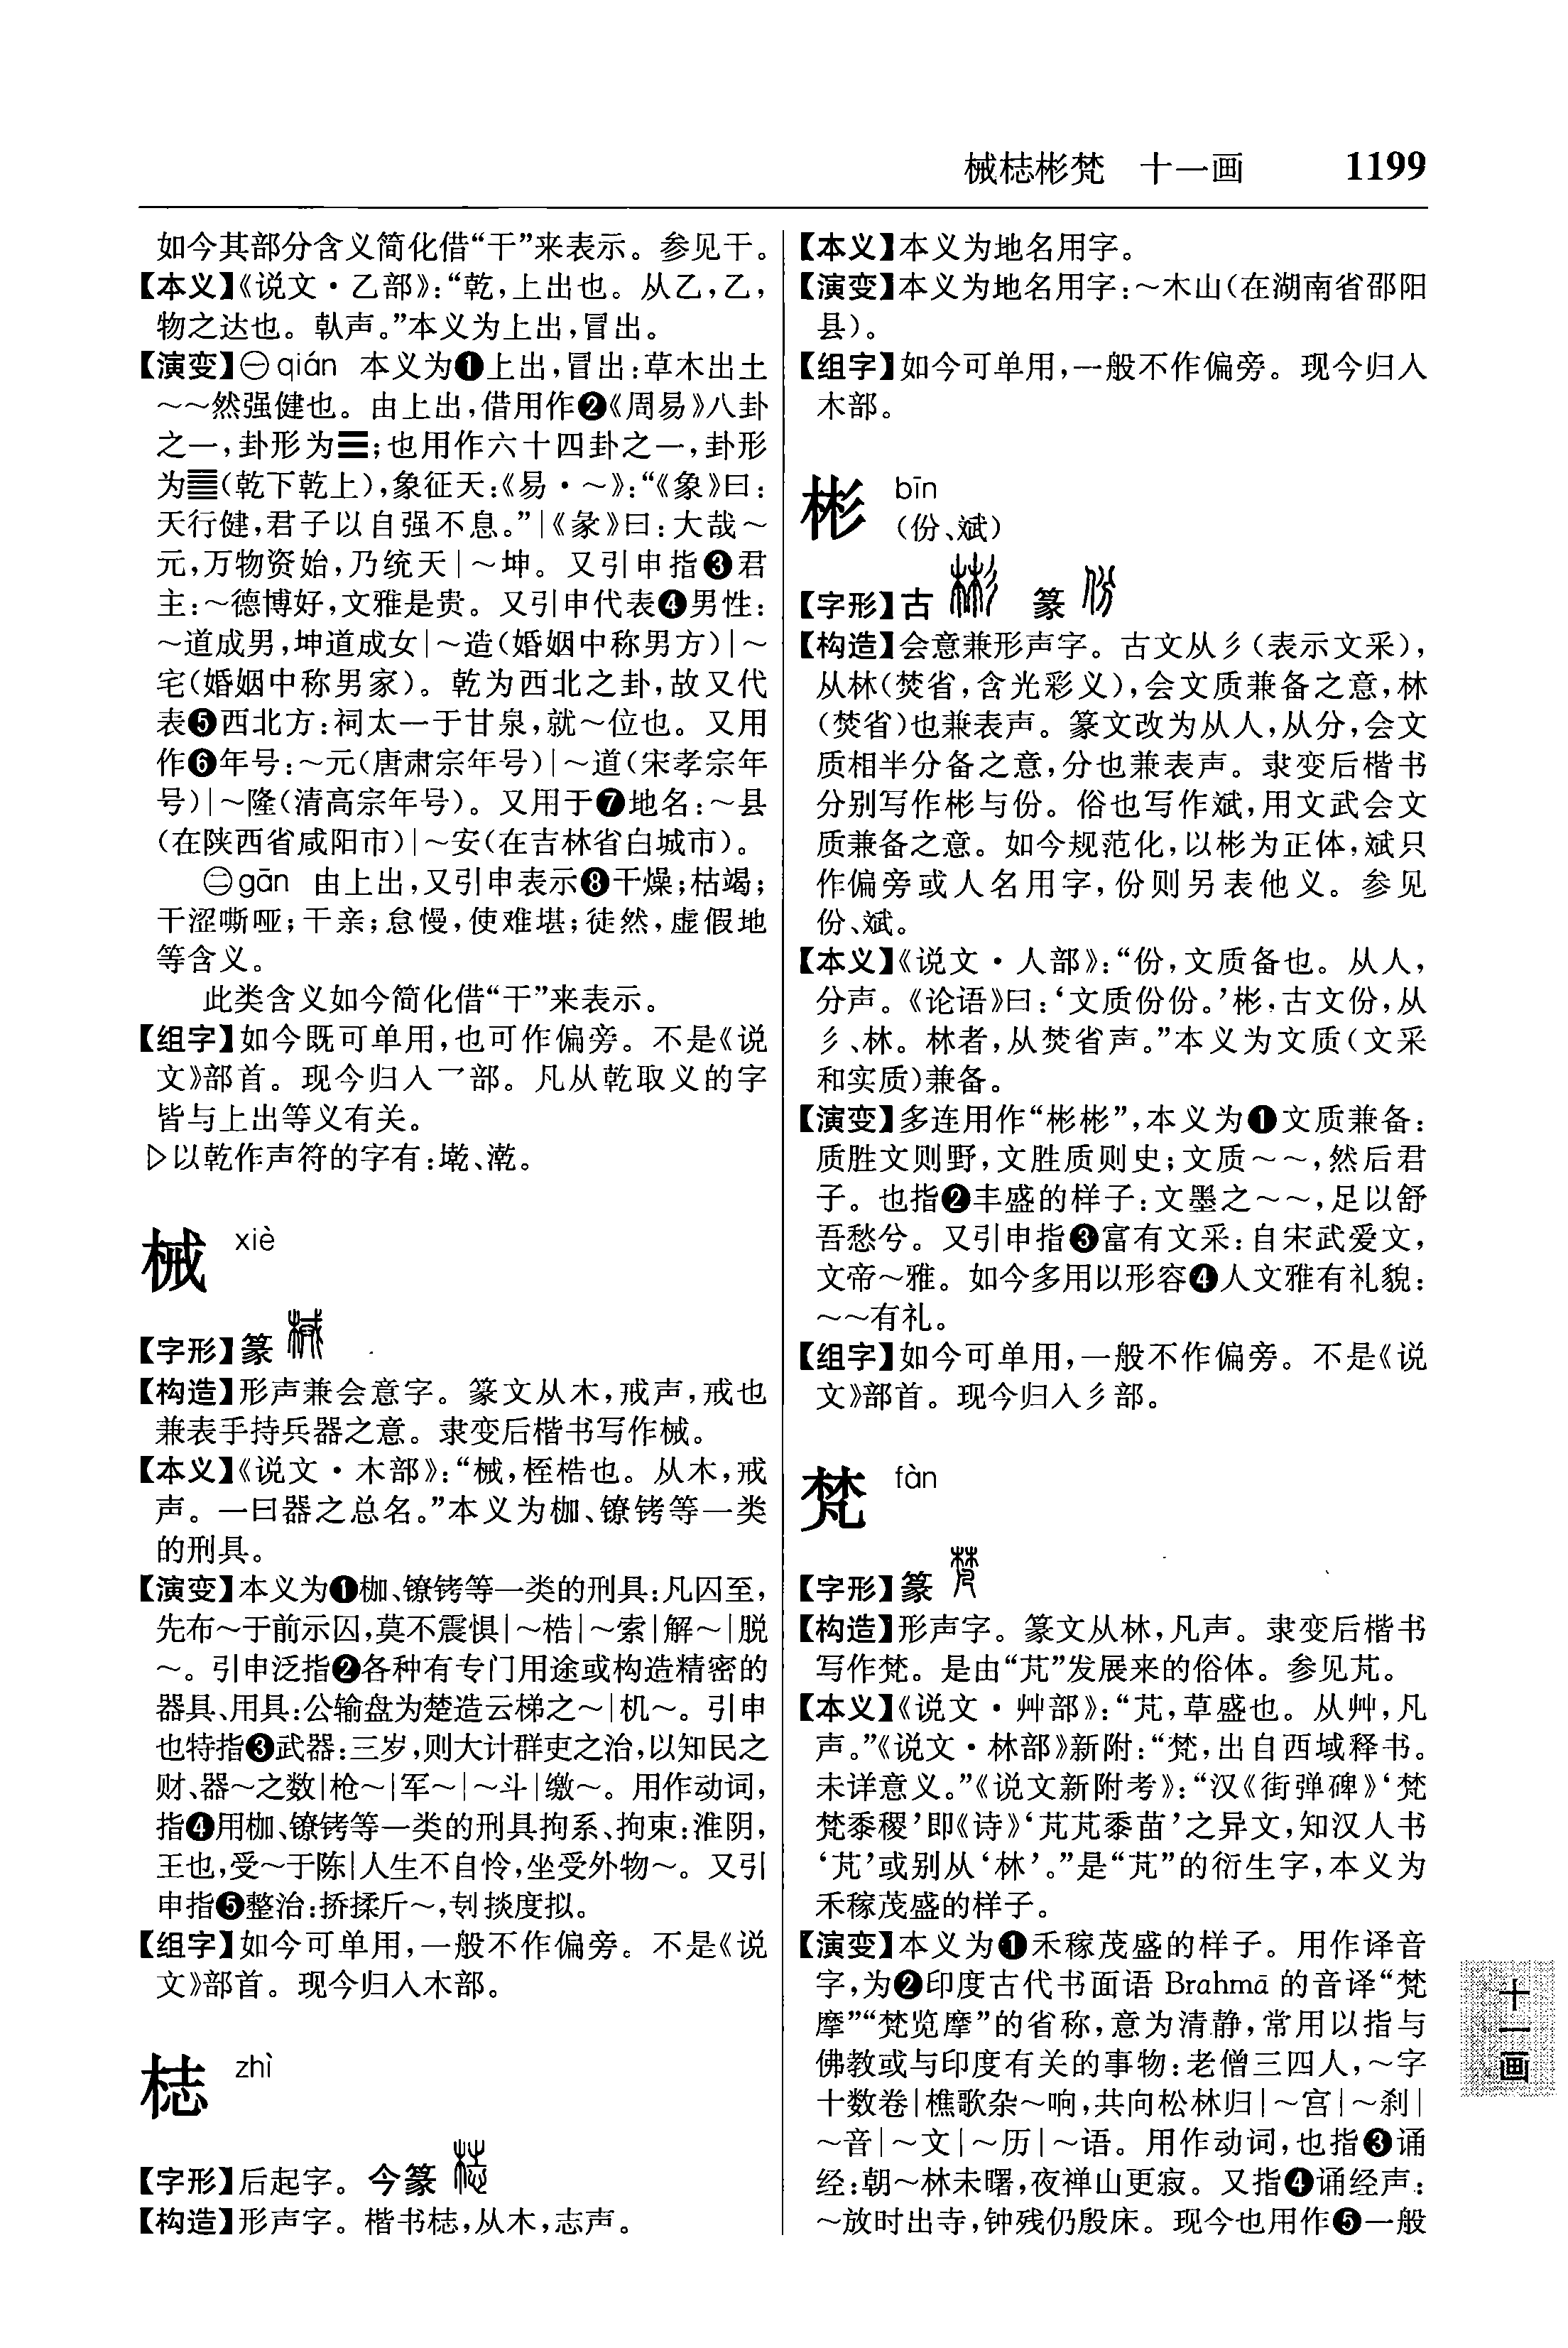 械梽彬梵　十一画　1199
如今其部分含义简化借“干”来表示。参见干。
【本义】《说文·乙部》：“乾，上出也。从乙，乙，
物之达也。倝声。”本义为上出，冒出。
【演变】㊀qián 本义为❶上出，冒出：草木出土
～～然强健也。由上出，借用作❷《周易》八卦
之一，卦形为☰；也用作六十四卦之一，卦形
为䷀（乾下乾上），象征天：《易·～》：“《象》曰：
天行健，君子以自强不息。”|《彖》曰：大哉～
元，万物资始，乃统天|～坤。又引申指❸君
主：～德博好，文雅是贵。又引申代表❹男性：
～道成男，坤道成女|～造（婚姻中称男方）|～
宅（婚姻中称男家）。乾为西北之卦，故又代
表❺西北方：祠太一于甘泉，就～位也。又用
作❻年号：～元（唐肃宗年号）|～道（宋孝宗年
号）|～隆（清高宗年号）。又用于❼地名：～县
（在陕西省咸阳市）|～安（在吉林省白城市）。
㊁gān 由上出，又引申表示❽干燥；枯竭；
干涩嘶哑；干亲；怠慢，使难堪；徒然，虚假地
等含义。
此类含义如今简化借“干”来表示。
【组字】如今既可单用，也可作偏旁。不是《说
文》部首。现今归入乛部。凡从乾取义的字
皆与上出等义有关。
▷以乾作声符的字有：墘、漧。
械 xiè
【字形】篆
【构造】形声兼会意字。篆文从木，戒声，戒也
兼表手持兵器之意。隶变后楷书写作械。
【本义】《说文·木部》：“械，桎梏也。从木，戒
声。一曰器之总名。”本义为枷、镣铐等一类
的刑具。
【演变】本义为❶枷、镣铐等一类的刑具：凡囚至，
先布～于前示囚，莫不震惧|～梏|～索|解～|脱
～。引申泛指❷各种有专门用途或构造精密的
器具、用具：公输盘为楚造云梯之～|机～。引申
也特指❸武器：三岁，则大计群吏之治，以知民之
财、器～之数|枪～|军～|～斗|缴～。用作动词，
指❹用枷、镣铐等一类的刑具拘系、拘束：淮阴，
王也，受～于陈|人生不自怜，坐受外物～。又引
申指❺整治：挢揉斤～，刳掞度拟。
【组字】如今可单用，一般不作偏旁。不是《说
文》部首。现今归入木部。
梽 zhì
【字形】后起字。今篆
【构造】形声字。楷书梽，从木，志声。
【本义】本义为地名用字。
【演变】本义为地名用字：～木山（在湖南省邵阳
县）。
【组字】如今可单用，一般不作偏旁。现今归入
木部。
彬 bīn
（份、斌）
【字形】古 篆
【构造】会意兼形声字。古文从彡（表示文采），
从林（焚省，含光彩义），会文质兼备之意，林
（焚省）也兼表声。篆文改为从人，从分，会文
质相半分备之意，分也兼表声。隶变后楷书
分别写作彬与份。俗也写作斌，用文武会文
质兼备之意。如今规范化，以彬为正体，斌只
作偏旁或人名用字，份则另表他义。参见
份、斌。
【本义】《说文·人部》：“份，文质备也。从人，
分声。《论语》曰：‘文质份份。’彬，古文份，从
彡、林。林者，从焚省声。”本义为文质（文采
和实质）兼备。
【演变】多连用作“彬彬”，本义为❶文质兼备：
质胜文则野，文胜质则史；文质～～，然后君
子。也指❷丰盛的样子：文墨之～～，足以舒
吾愁兮。又引申指❸富有文采：自宋武爱文，
文帝～雅。如今多用以形容❹人文雅有礼貌：
～～有礼。
【组字】如今可单用，一般不作偏旁。不是《说
文》部首。现今归入彡部。
梵 fàn
【字形】篆
【构造】形声字。篆文从林，凡声。隶变后楷书
写作梵。是由“芃”发展来的俗体。参见芃。
【本义】《说文·艸部》：“芃，草盛也。从艸，凡
声。”《说文·林部》新附：“梵，出自西域释书。
未详意义。”《说文新附考》：“汉《街弹碑》‘梵
梵黍稷’即《诗》‘芃芃黍苗’之异文，知汉人书
‘芃’或别从‘林’。”是“芃”的衍生字，本义为
禾稼茂盛的样子。
【演变】本义为❶禾稼茂盛的样子。用作译音
字，为❷印度古代书面语 Brahmā 的音译“梵
摩”“梵览摩”的省称，意为清静，常用以指与
佛教或与印度有关的事物：老僧三四人，～字
十数卷|樵歌杂～响，共向松林归|～宫|～刹|
～音|～文|～历|～语。用作动词，也指❸诵
经：朝～林未曙，夜禅山更寂。又指❹诵经声：
～放时出寺，钟残仍殷床。现今也用作❺一般
十一画